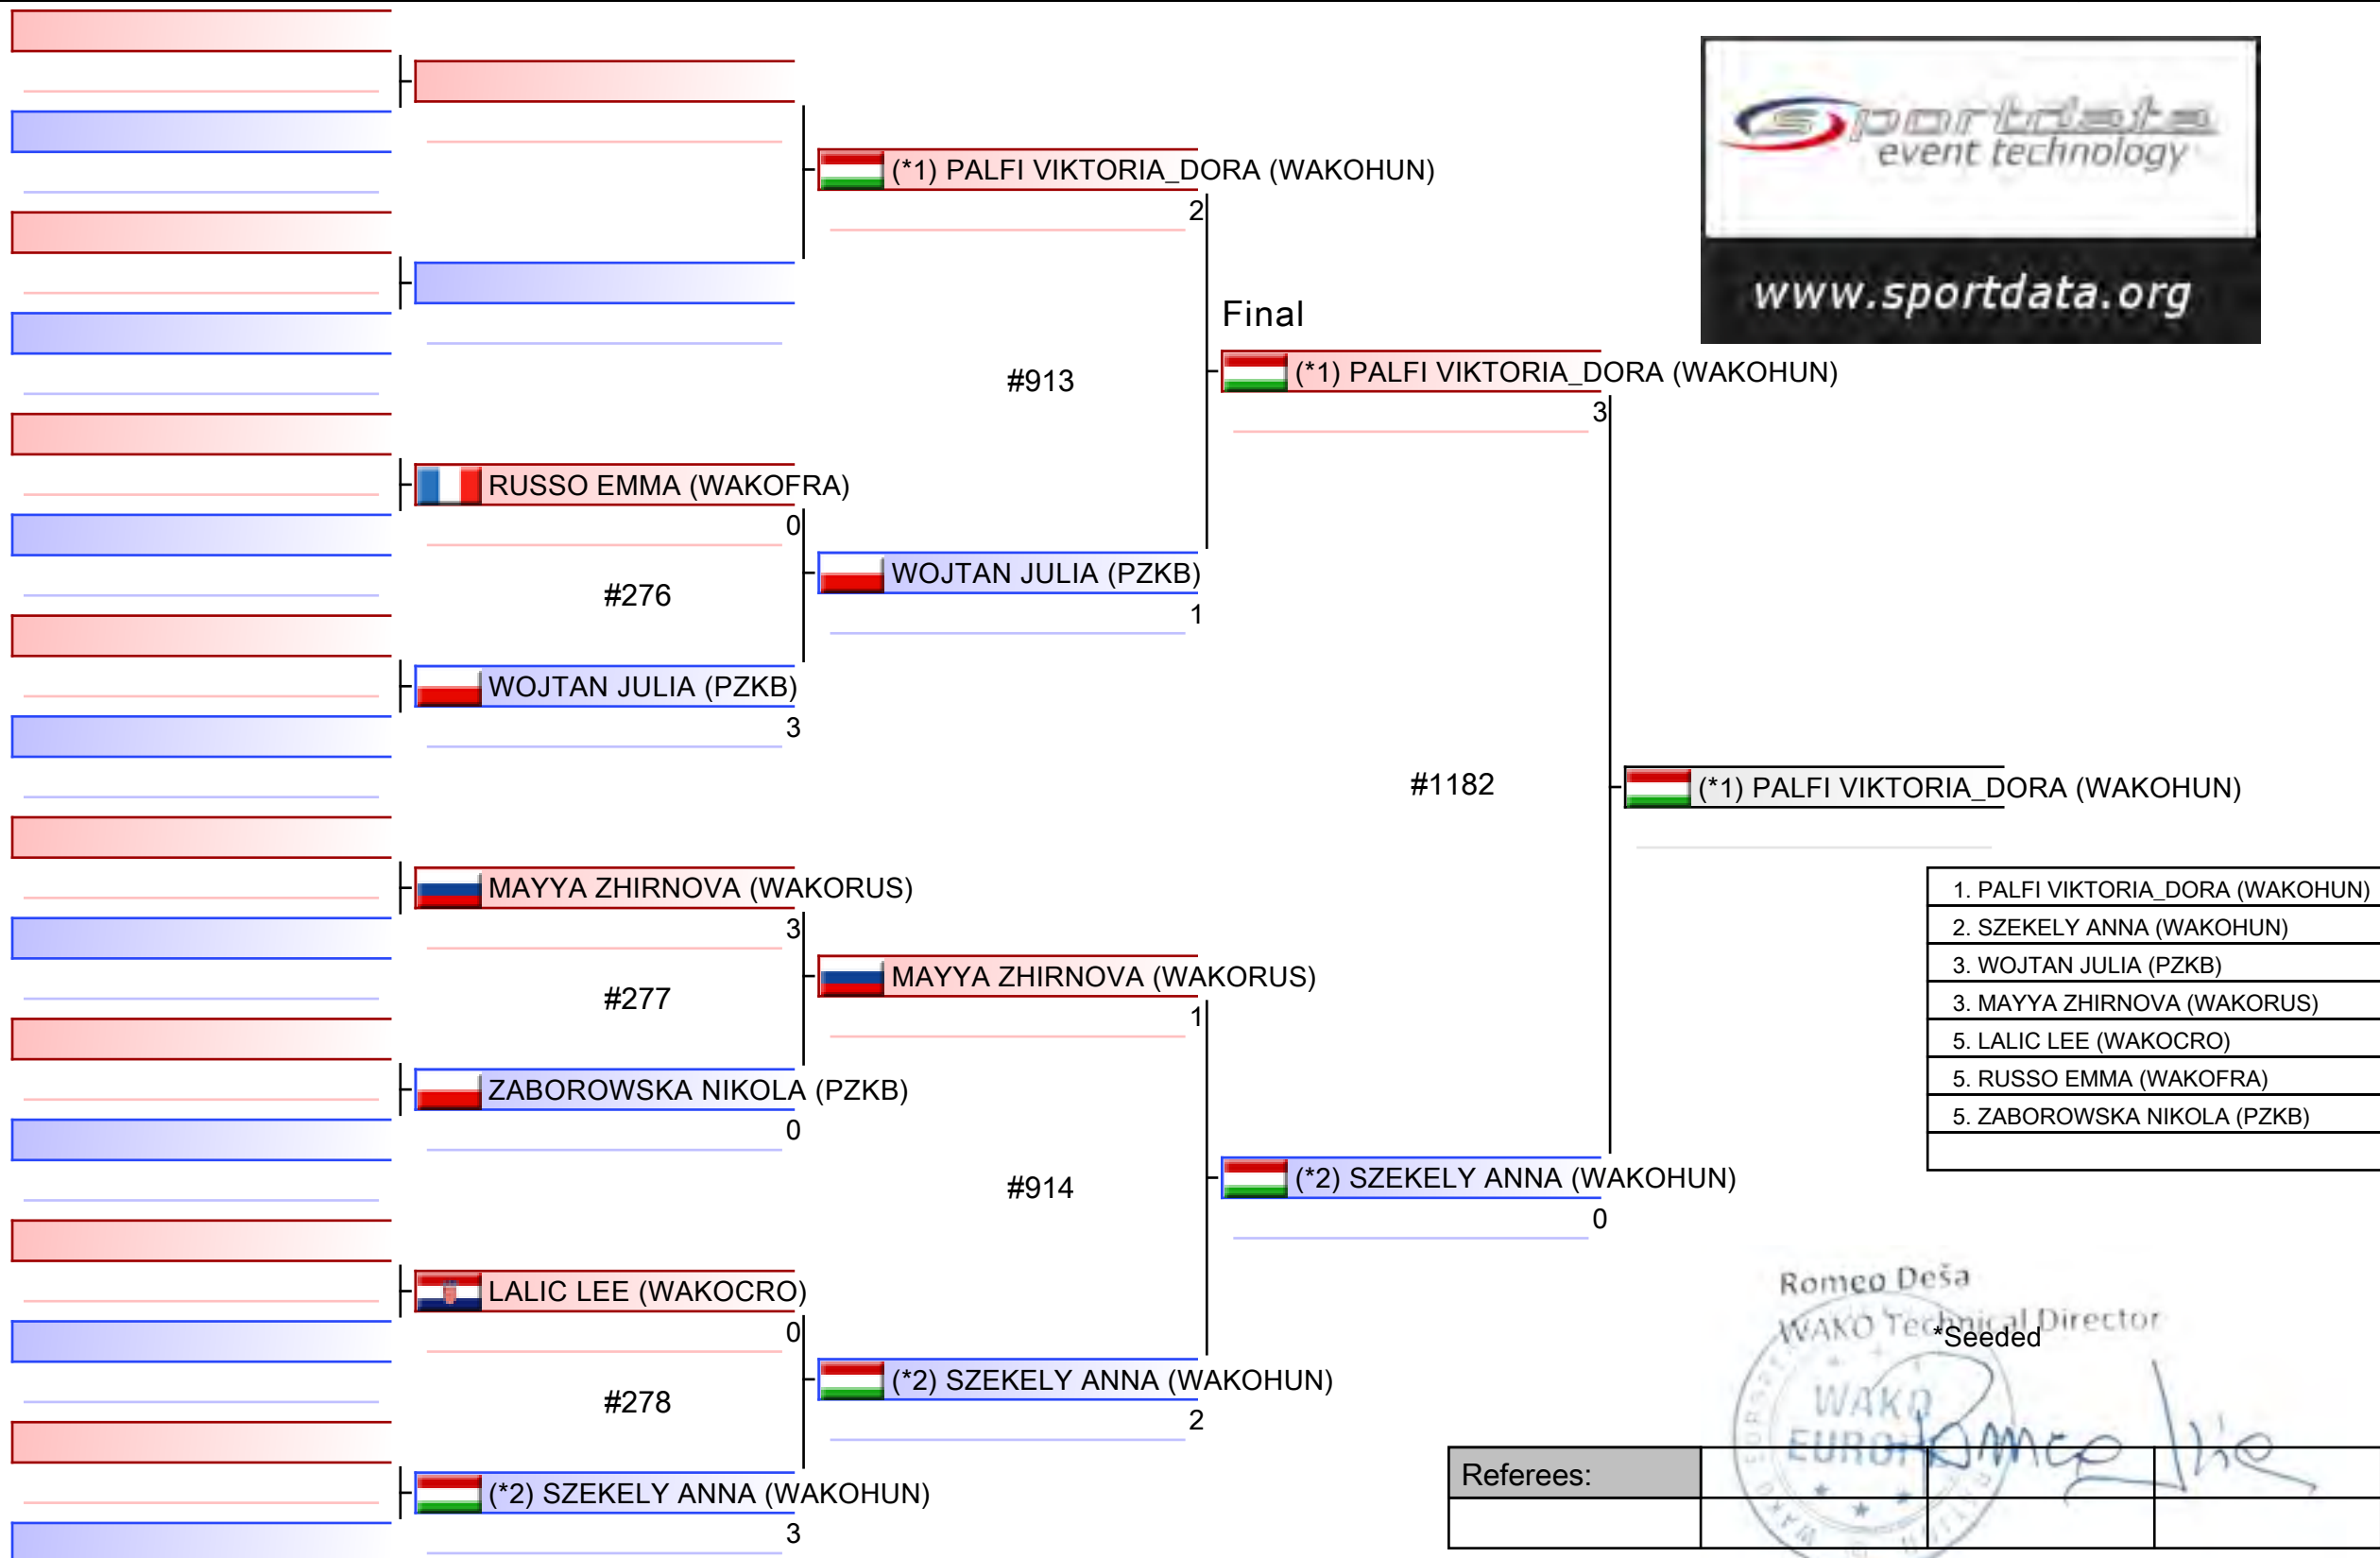 sportdata
event technology
www.sportdata.org
(*1) PALFI VIKTORIA_DORA (WAKOHUN)
2
Final
#913
(*1) PALFI VIKTORIA_DORA (WAKOHUN)
3
RUSSO EMMA (WAKOFRA)
0
#276
WOJTAN JULIA (PZKB)
1
WOJTAN JULIA (PZKB)
3
#1182
(*1) PALFI VIKTORIA_DORA (WAKOHUN)
MAYYA ZHIRNOVA (WAKORUS)
3
#277
MAYYA ZHIRNOVA (WAKORUS)
1
ZABOROWSKA NIKOLA (PZKB)
0
#914
(*2) SZEKELY ANNA (WAKOHUN)
0
LALIC LEE (WAKOCRO)
0
#278
(*2) SZEKELY ANNA (WAKOHUN)
2
(*2) SZEKELY ANNA (WAKOHUN)
3
1. PALFI VIKTORIA_DORA (WAKOHUN)
2. SZEKELY ANNA (WAKOHUN)
3. WOJTAN JULIA (PZKB)
3. MAYYA ZHIRNOVA (WAKORUS)
5. LALIC LEE (WAKOCRO)
5. RUSSO EMMA (WAKOFRA)
5. ZABOROWSKA NIKOLA (PZKB)
Romeo Deša
WAKO Technical Director
*Seeded
WAKO
EUROPE
Referees: